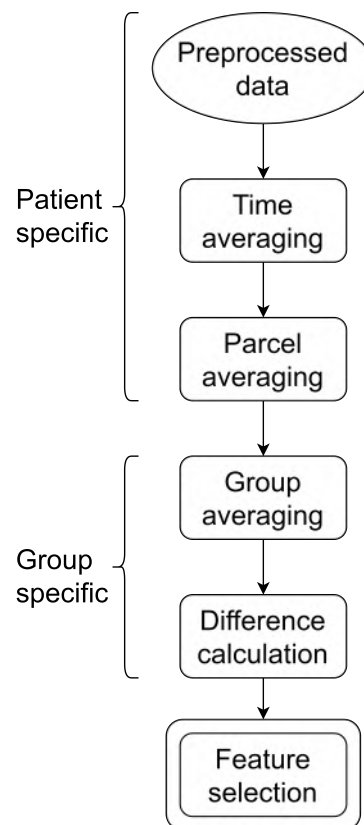 Preprocessed
data
Patient
specific
Time
averaging
Parcel
averaging
Group
averaging
Group
specific
Difference
calculation
Feature
selection